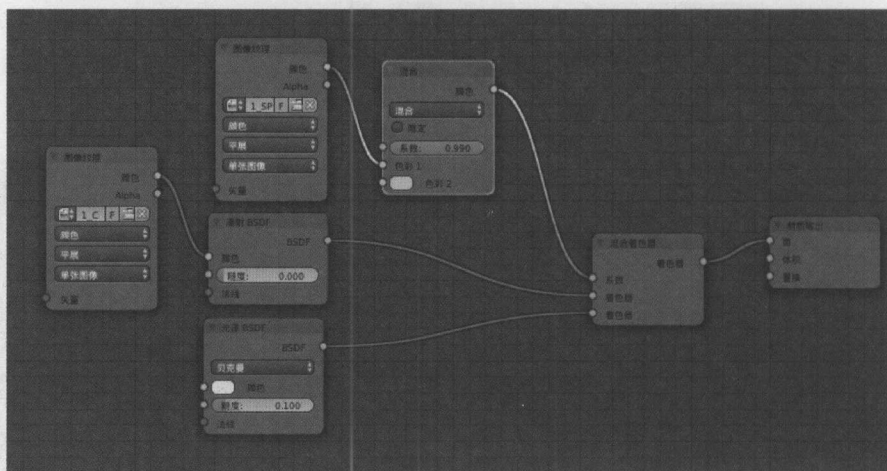 图像纹理
颜色
Alpha
1_SP F
颜色
平展
单张图像
矢量
混合
颜色
混合
钳定
系数: 0.990
色彩 1
色彩 2
图像纹理
颜色
Alpha
1_C F
颜色
平展
单张图像
矢量
漫射 BSDF
BSDF
颜色
糙度: 0.000
法线
光泽 BSDF
BSDF
贝克曼
颜色
糙度: 0.100
法线
混合着色器
着色器
系数
着色器
着色器
材质输出
面
体积
置换